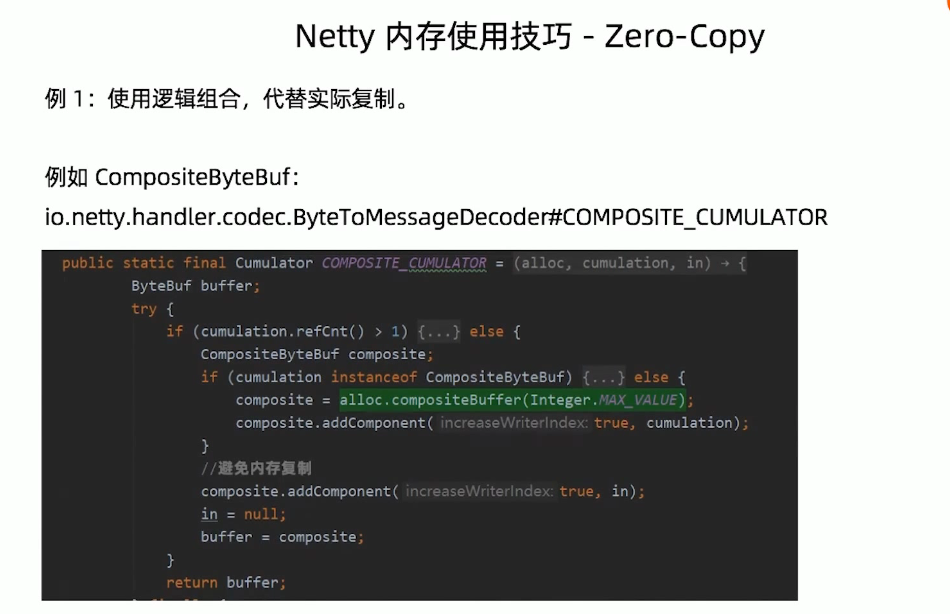 Netty 内存使用技巧 - Zero-Copy
例 1：使用逻辑组合，代替实际复制。
例如 CompositeByteBuf：
io.netty.handler.codec.ByteToMessageDecoder#COMPOSITE_CUMULATOR
public static final Cumulator COMPOSITE_CUMULATOR = (alloc, cumulation, in) → {
ByteBuf buffer;
try {
if (cumulation.refCnt() > 1) {...} else {
CompositeByteBuf composite;
if (cumulation instanceof CompositeByteBuf) {...} else {
composite = alloc.compositeBuffer(Integer.MAX_VALUE);
composite.addComponent( increaseWriterIndex: true, cumulation);
}
//避免内存复制
composite.addComponent( increaseWriterIndex: true, in);
in = null;
buffer = composite;
}
return buffer;